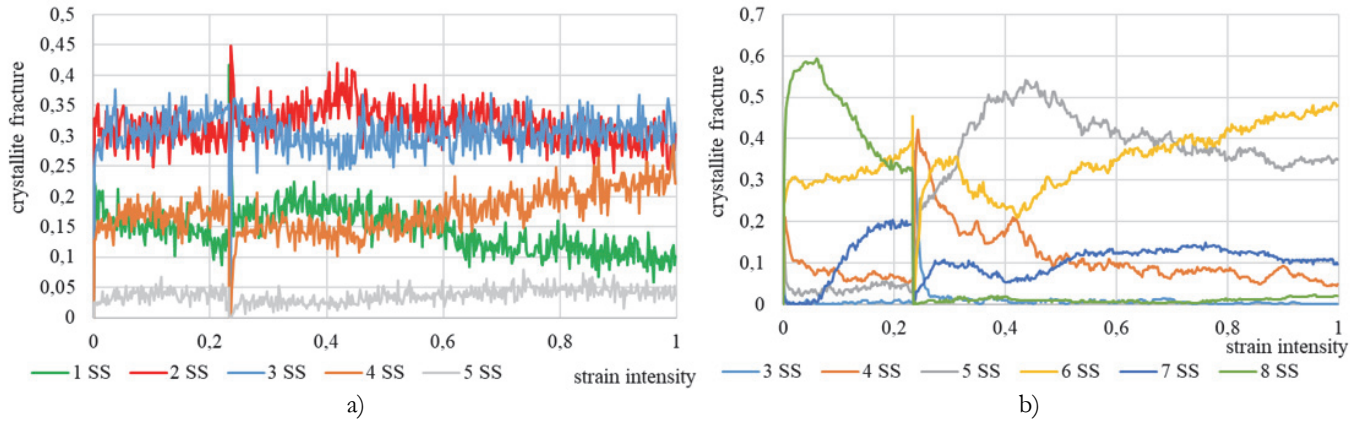 0,5
0,45
0,4
0,35
0,3
0,25
0,2
0,15
0,1
0,05
0
crystallite fracture
0 0,2 0,4 0,6 0,8 1
strain intensity
1 SS 2 SS 3 SS 4 SS 5 SS
a)
0,7
0,6
0,5
0,4
0,3
0,2
0,1
0
crystallite fracture
0 0,2 0,4 0,6 0,8 1
strain intensity
3 SS 4 SS 5 SS 6 SS 7 SS 8 SS
b)